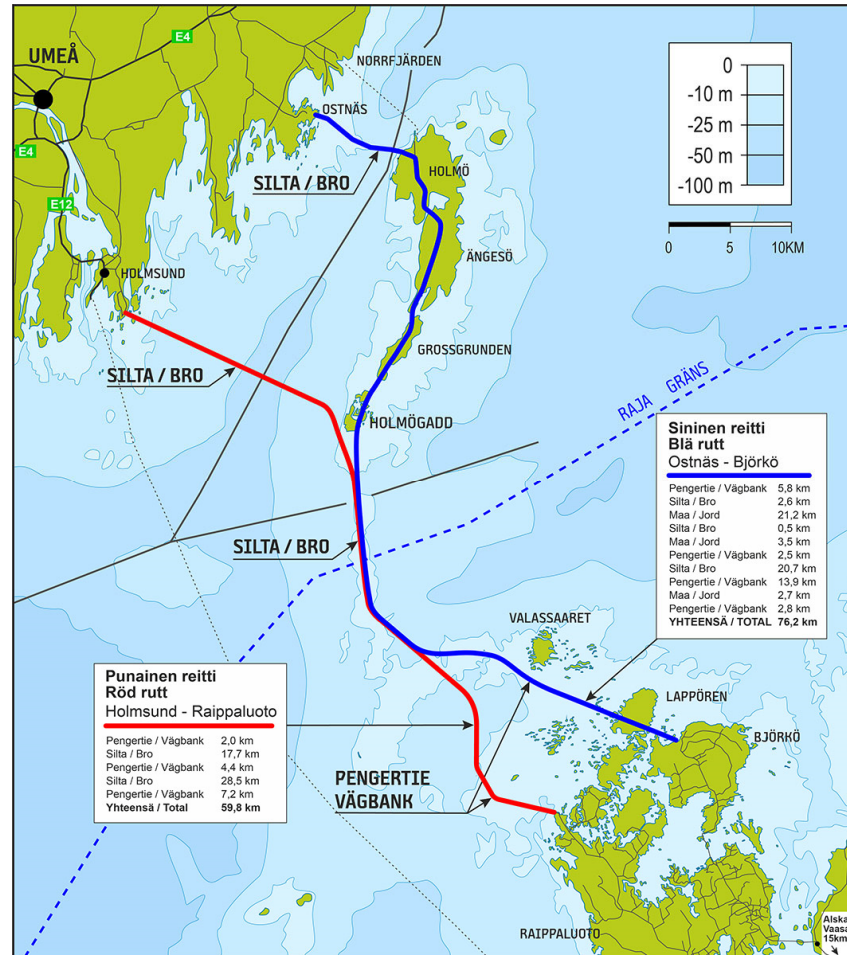 UMEÅ
E4
NORRFJÄRDEN
OSTNÄS
0
-10 m
-25 m
-50 m
-100 m
E4
SILTA / BRO
HOLMÖ
E12
0 5 10KM
ÄNGESÖ
HOLMSUND
GROSSGRUNDEN
SILTA / BRO
RAJA GRÄNS
HOLMÖGADD
Sininen reitti
Blä rutt
Ostnäs - Björkö
Pengertie / Vägbank 5,8 km
Silta / Bro 2,6 km
Maa / Jord 21,2 km
Silta / Bro 0,5 km
Maa / Jord 3,5 km
Pengertie / Vägbank 2,5 km
Silta / Bro 20,7 km
Pengertie / Vägbank 13,9 km
Maa / Jord 2,7 km
Pengertie / Vägbank 2,8 km
YHTEENSÄ / TOTAL 76,2 km
SILTA / BRO
VALASSAARET
Punainen reitti
Röd rutt
Holmsund - Raippaluoto
Pengertie / Vägbank 2,0 km
Silta / Bro 17,7 km
Pengertie / Vägbank 4,4 km
Silta / Bro 28,5 km
Pengertie / Vägbank 7,2 km
Yhteensä / Total 59,8 km
LAPPÖREN
BJÖRKÖ
PENGERTIE
VÄGBANK
RAIPPALUOTO
Alska
Vaasa
15km